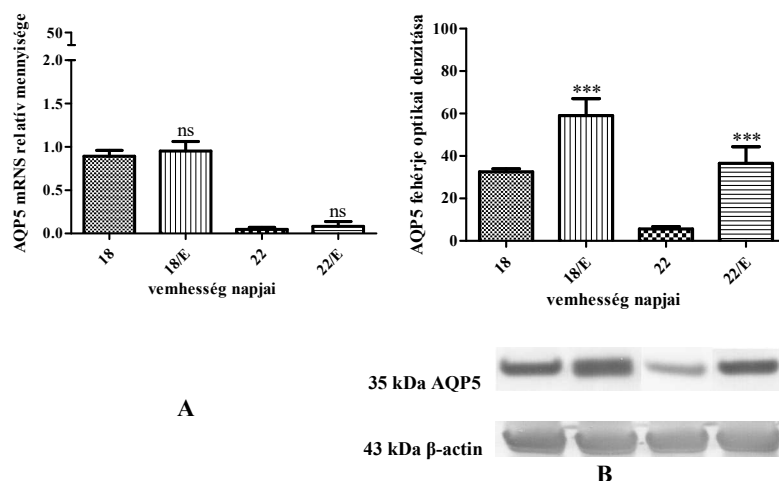 AQP5 mRNS relatív mennyisége
50
2.0
1.5
1.0
0.5
0.0
ns
ns
18
18/E
22
22/E
vemhesség napjai
A
AQP5 fehérje optikai denzitása
100
80
60
40
20
0
***
***
18
18/E
22
22/E
vemhesség napjai
35 kDa AQP5
43 kDa β-actin
B